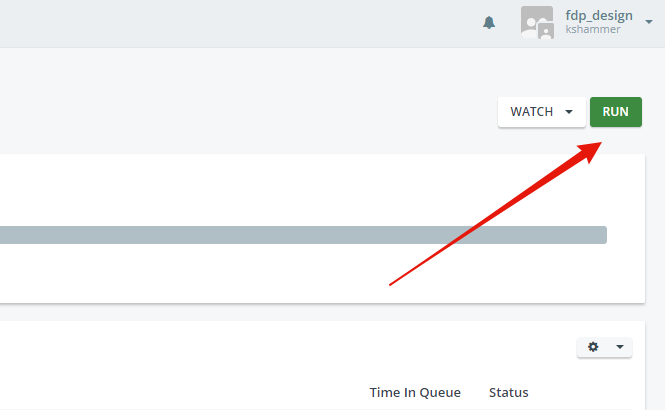 fdp_design
kshammer
WATCH
RUN
Time In Queue
Status